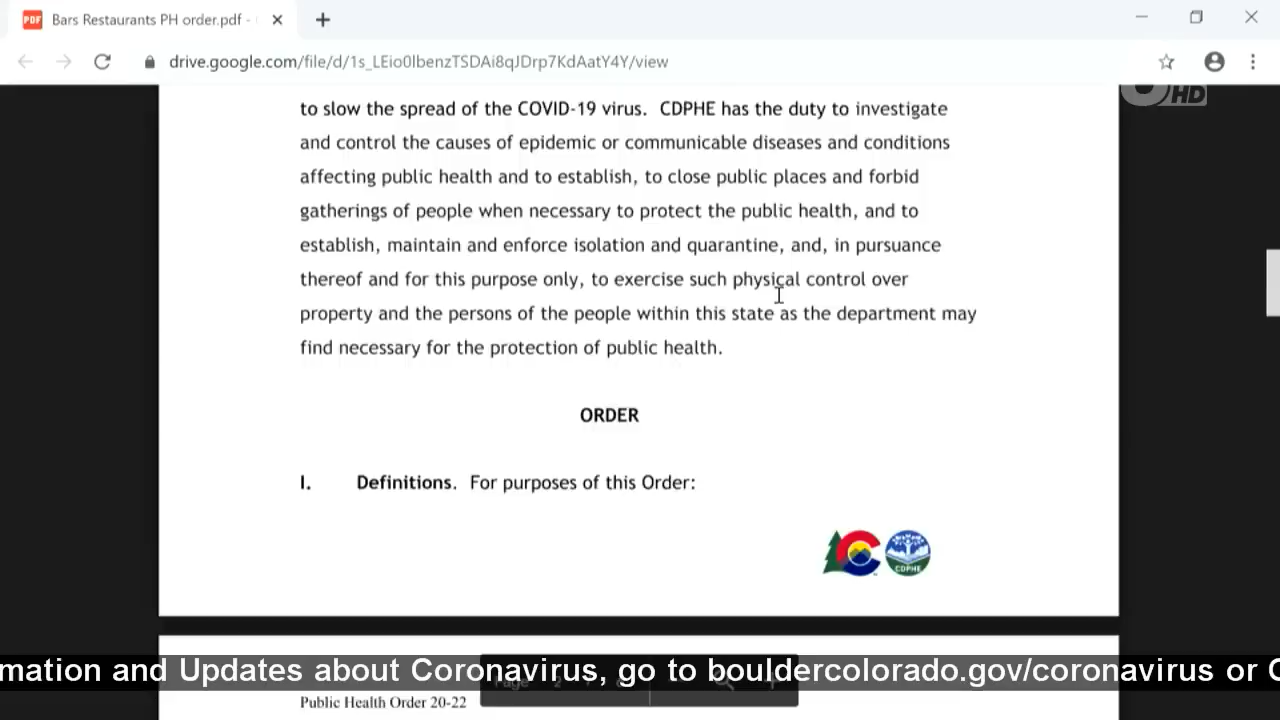 Bars Restaurants PH order.pdf -
drive.google.com/file/d/1s_LEio0lbenzTSDAi8qJDrp7KdAatY4Y/view
HD
to slow the spread of the COVID-19 virus. CDPHE has the duty to investigate
and control the causes of epidemic or communicable diseases and conditions
affecting public health and to establish, to close public places and forbid
gatherings of people when necessary to protect the public health, and to
establish, maintain and enforce isolation and quarantine, and, in pursuance
thereof and for this purpose only, to exercise such physical control over
property and the persons of the people within this state as the department may
find necessary for the protection of public health.
ORDER
I. Definitions. For purposes of this Order:
CDPHE
mation and Updates about Coronavirus, go to bouldercolorado.gov/coronavirus or
Page 2
Public Health Order 20-22